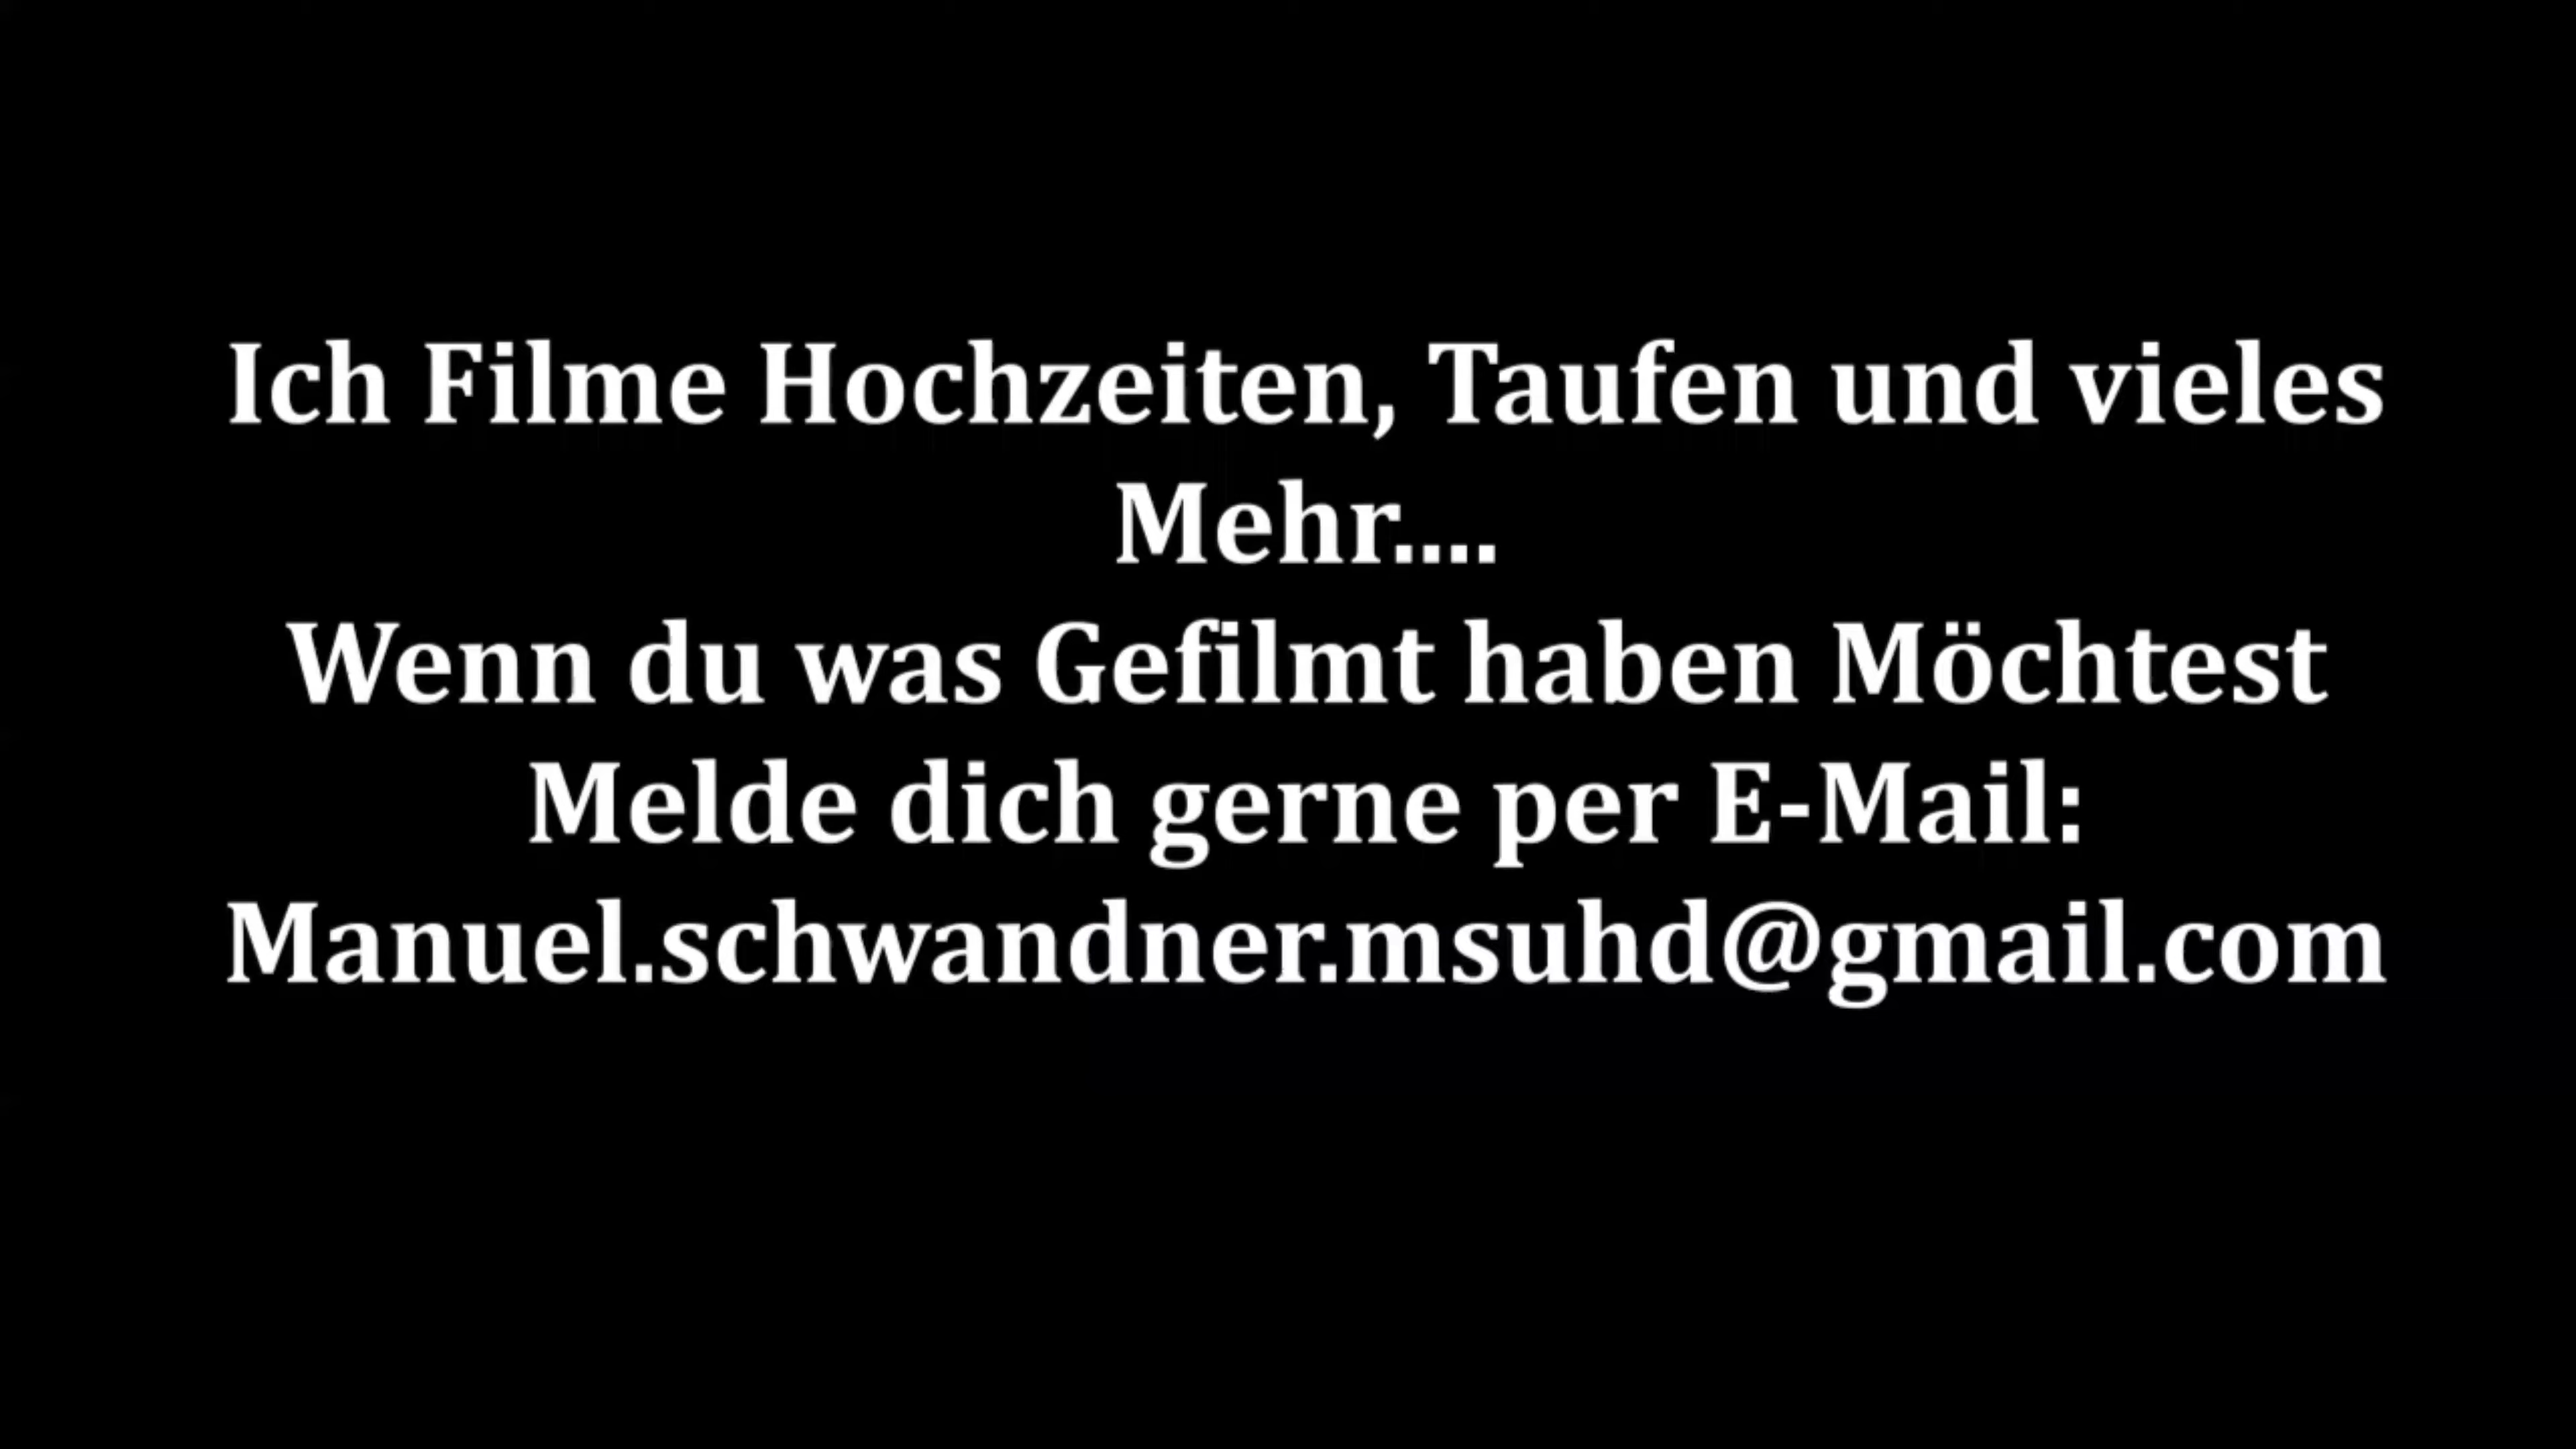 Ich Filme Hochzeiten, Taufen und vieles
Mehr....
Wenn du was Gefilmt haben Möchtest
Melde dich gerne per E-Mail:
Manuel.schwandner.msuhd@gmail.com